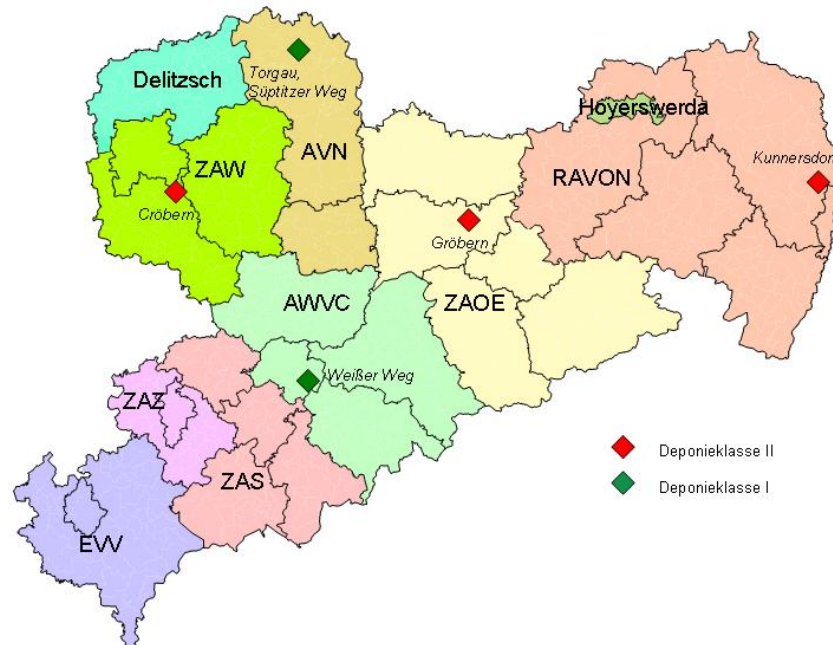 Torgau,
Süptitzer Weg
Delitzsch
Hoyerswerda
AVN
ZAW
RAVON
Kunnersdorf
Cröbern
Gröbern
AWVC
ZAOE
Weißer Weg
ZAZ
ZAS
EVV
Deponieklasse II
Deponieklasse I